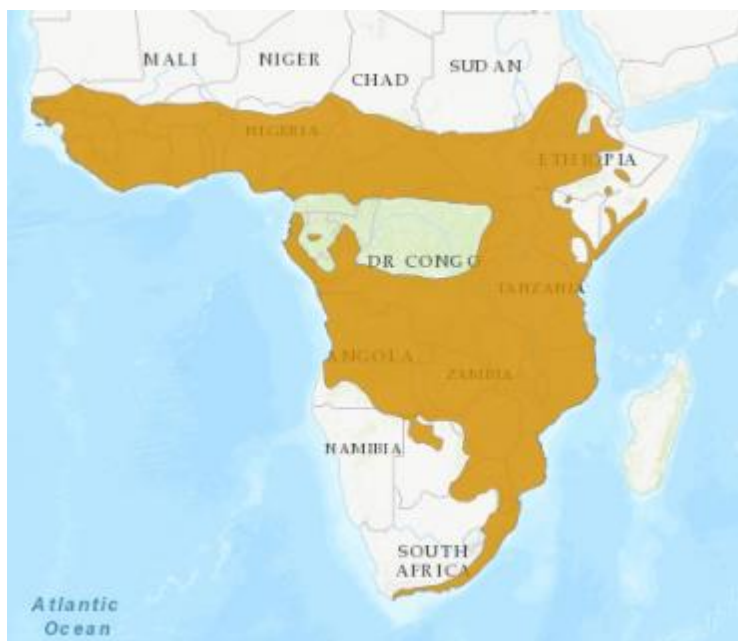 MALI
NIGER
CHAD
SUDAN
NIGERIA
ETHIOPIA
DR CONGO
TANZANIA
ANGOLA
ZAMBIA
NAMIBIA
SOUTH
AFRICA
Atlantic
Ocean